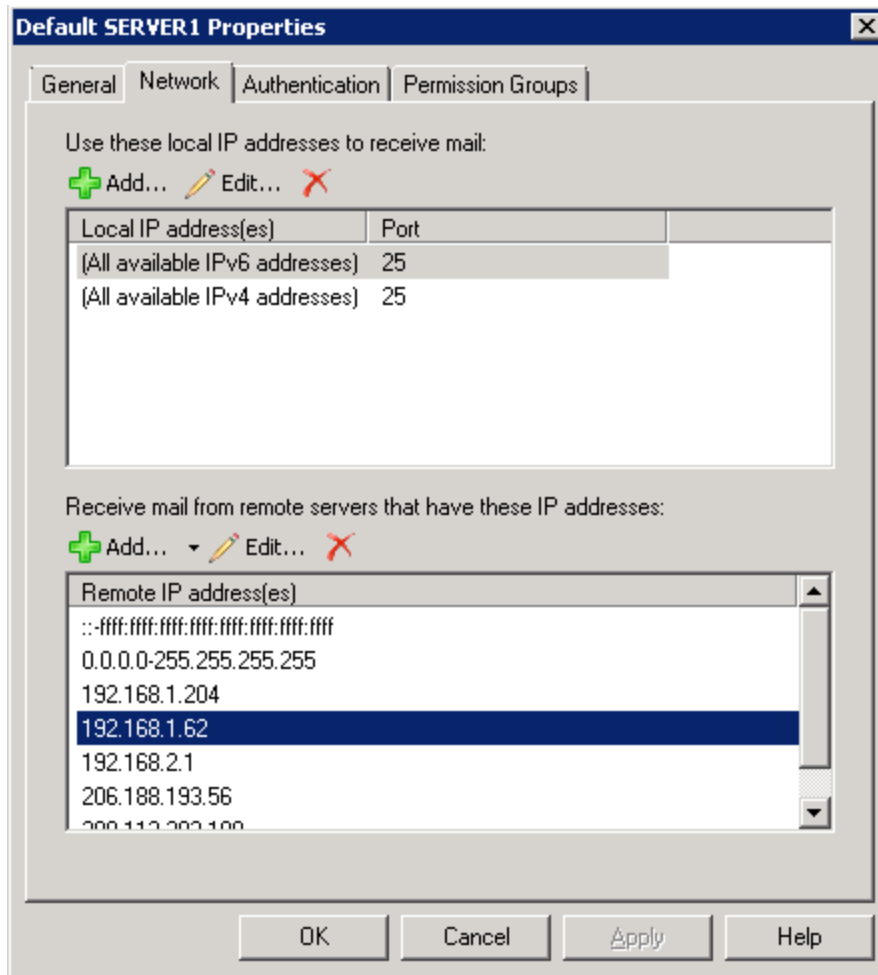 Default SERVER1 Properties
General Network Authentication Permission Groups
Use these local IP addresses to receive mail:
Add... Edit...
Local IP address(es) Port
(All available IPv6 addresses) 25
(All available IPv4 addresses) 25
Receive mail from remote servers that have these IP addresses:
Add... Edit...
Remote IP address(es)
::-ffff:ffff:ffff:ffff:ffff:ffff:ffff:ffff
0.0.0.0-255.255.255.255
192.168.1.204
192.168.1.62
192.168.2.1
206.188.193.56
OK Cancel Apply Help